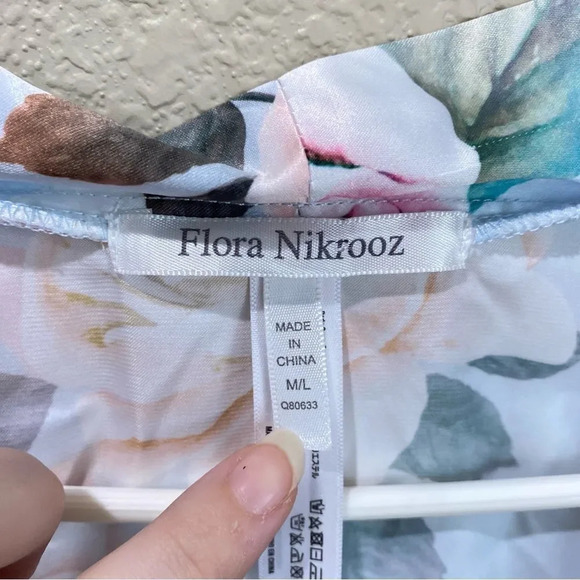 Flora Nikrooz
MADE
IN
CHINA
M/L
Q80633